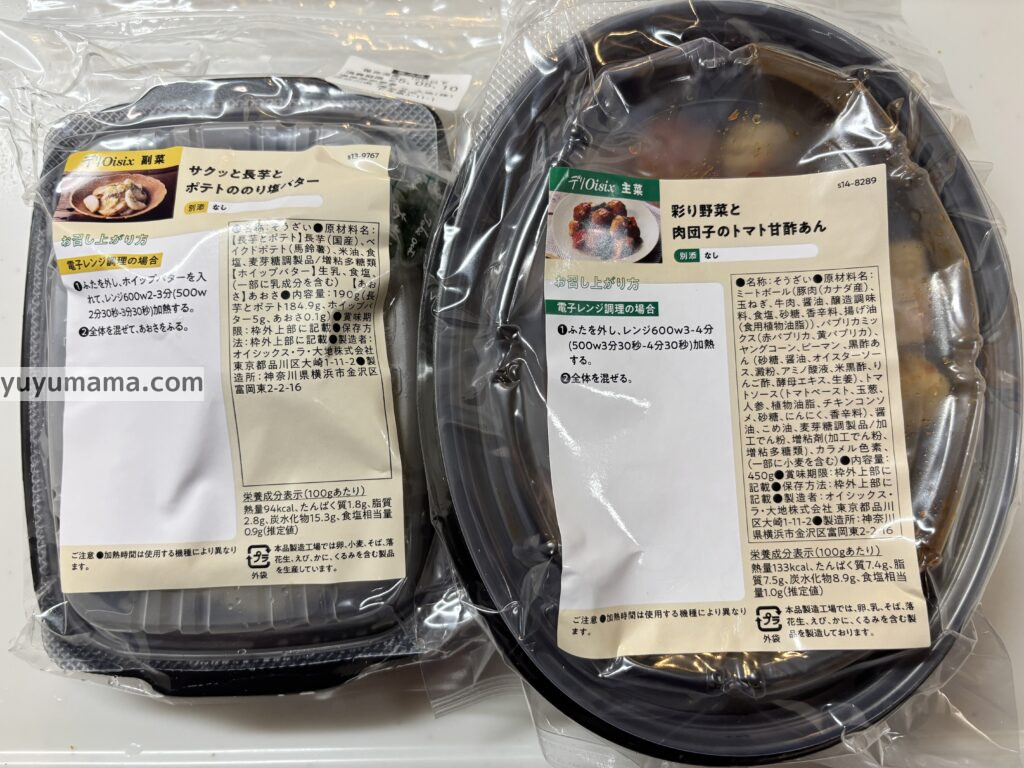 デリOisix 副菜
s13-9767
サクッと長芋と
ポテトののり塩バター
別添 なし
お召し上がり方
電子レンジ調理の場合
❶ふたを外し、ホイップバターを入
れて、レンジ600w2-3分(500w
2分30秒-3分30秒)加熱する。
❷全体を混ぜて、あおさをふる。
●名称:そうざい●原材料名:
【長芋とポテト】長芋(国産)、ベ
イクドポテト(馬鈴薯)、米油、食
塩、麦芽糖調製品/増粘多糖類
【ホイップバター】生乳、食塩、
(一部に乳成分を含む)【あお
さ】あおさ●内容量:190g(長
芋とポテト184.9g、ホイップバ
ター5g、あおさ0.1g)●賞味期
限:枠外上部に記載●保存方
法:枠外上部に記載●製造者:
オイシックス・ラ・大地株式会社
東京都品川区大崎1-11-2●製
造所:神奈川県横浜市金沢区
富岡東2-2-16
栄養成分表示(100gあたり)
熱量94kcal、たんぱく質1.8g、脂質
2.8g、炭水化物15.3g、食塩相当量
0.9g(推定値)
ご注意 ●加熱時間は使用する機種により異なり
ます。
プラ
外袋
本品製造工場では、卵、小麦、そば、落
花生、えび、かに、くるみを含む製品
を生産しています。
デリOisix 主菜
s14-8289
彩り野菜と
肉団子のトマト甘酢あん
別添 なし
お召し上がり方
電子レンジ調理の場合
❶ふたを外し、レンジ600w3-4分
(500w3分30秒-4分30秒)加熱
する。
❷全体を混ぜる。
●名称:そうざい●原材料名:
ミートボール(豚肉(カナダ産)、
玉ねぎ、牛肉、醤油、醸造調味
料、食塩、砂糖、香辛料、揚げ油
(食用植物油脂))、パプリカミッ
クス(赤パプリカ、黄パプリカ)、
ヤングコーン、ピーマン、黒酢あ
ん(砂糖、醤油、オイスターソー
ス、澱粉、アミノ酸液、米黒酢、り
んご酢、酵母エキス、生姜)、トマ
トソース(トマトペースト、玉葱、
人参、植物油脂、チキンコンソ
メ、砂糖、にんにく、香辛料)、醤
油、こめ油、麦芽糖調製品/加
工でん粉、増粘剤(加工でん粉、
増粘多糖類)、カラメル色素、
(一部に小麦を含む)●内容量:
450g●賞味期限:枠外上部に
記載●保存方法:枠外上部に記
載●製造者:オイシックス・
ラ・大地株式会社 東京都品川
区大崎1-11-2●製造所:神奈川
県横浜市金沢区富岡東2-2-16
栄養成分表示(100gあたり)
熱量133kcal、たんぱく質7.4g、脂
質7.5g、炭水化物8.9g、食塩相当
量1.0g(推定値)
ご注意 ●加熱時間は使用する機種により異なり
ます。
プラ
外袋
本品製造工場では、卵、乳、そば、落
花生、えび、かに、くるみを含む製
品を製造しております。
yuyumama.com